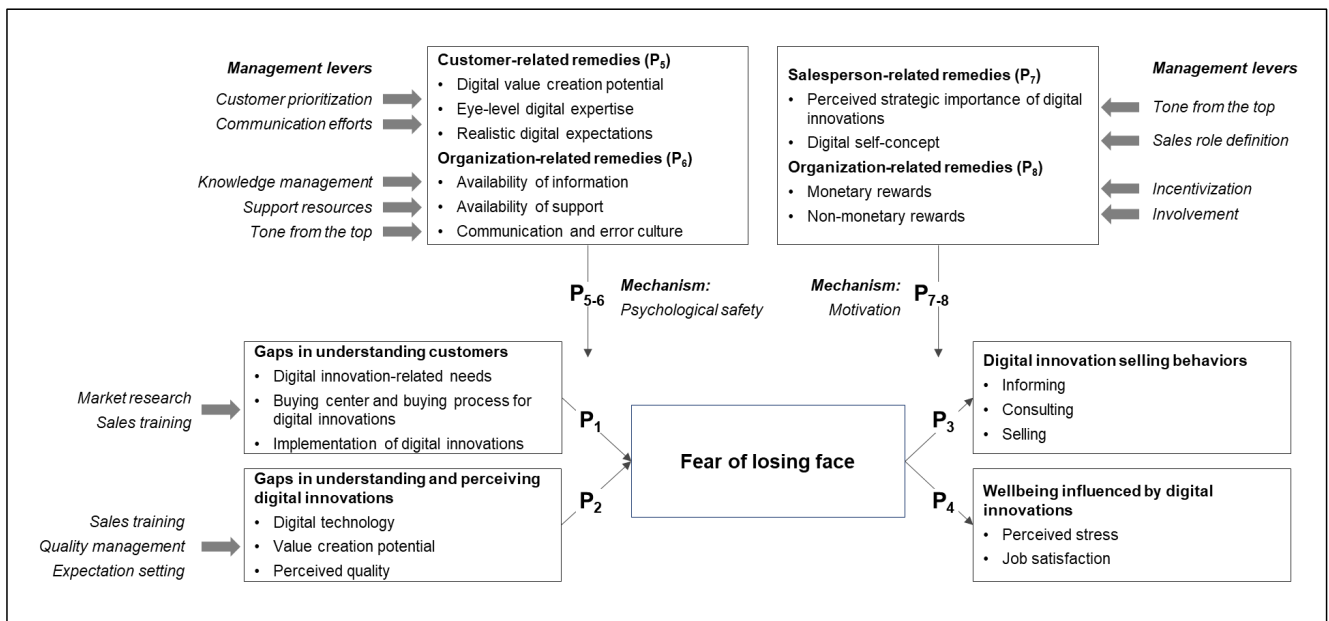 Management levers
Customer prioritization
Communication efforts
Knowledge management
Support resources
Tone from the top
Customer-related remedies (P5)
• Digital value creation potential
• Eye-level digital expertise
• Realistic digital expectations
Organization-related remedies (P6)
• Availability of information
• Availability of support
• Communication and error culture
Salesperson-related remedies (P7)
• Perceived strategic importance of digital
innovations
• Digital self-concept
Organization-related remedies (P8)
• Monetary rewards
• Non-monetary rewards
Management levers
Tone from the top
Sales role definition
Incentivization
Involvement
P5-6
Mechanism:
Psychological safety
Mechanism:
Motivation
P7-8
Market research
Sales training
Gaps in understanding customers
• Digital innovation-related needs
• Buying center and buying process for
digital innovations
• Implementation of digital innovations
P1
Sales training
Quality management
Expectation setting
Gaps in understanding and perceiving
digital innovations
• Digital technology
• Value creation potential
• Perceived quality
P2
Fear of losing face
P3
Digital innovation selling behaviors
• Informing
• Consulting
• Selling
P4
Wellbeing influenced by digital
innovations
• Perceived stress
• Job satisfaction